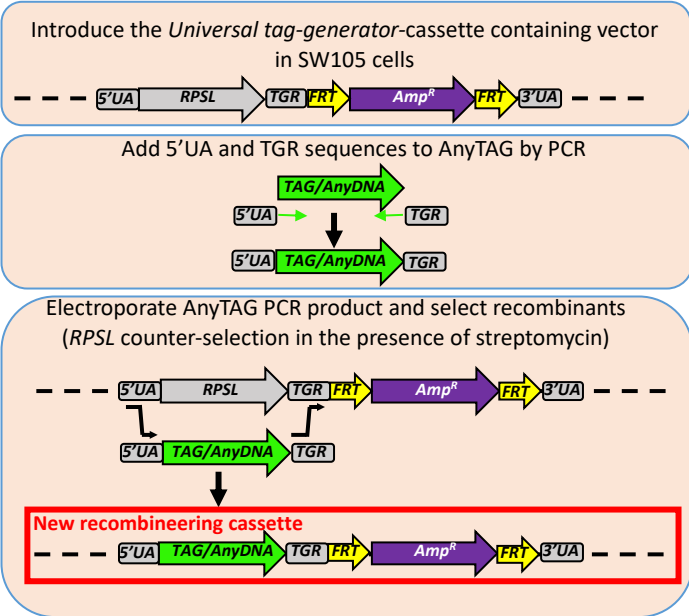 Introduce the Universal tag-generator-cassette containing vector
in SW105 cells
5'UA RPSL TGR FRT Amp^R FRT 3'UA
Add 5'UA and TGR sequences to AnyTAG by PCR
TAG/AnyDNA
5'UA TGR
5'UA TAG/AnyDNA TGR
Electroporate AnyTAG PCR product and select recombinants
(RPSL counter-selection in the presence of streptomycin)
5'UA RPSL TGR FRT Amp^R FRT 3'UA
5'UA TAG/AnyDNA TGR
New recombineering cassette
5'UA TAG/AnyDNA TGR FRT Amp^R FRT 3'UA